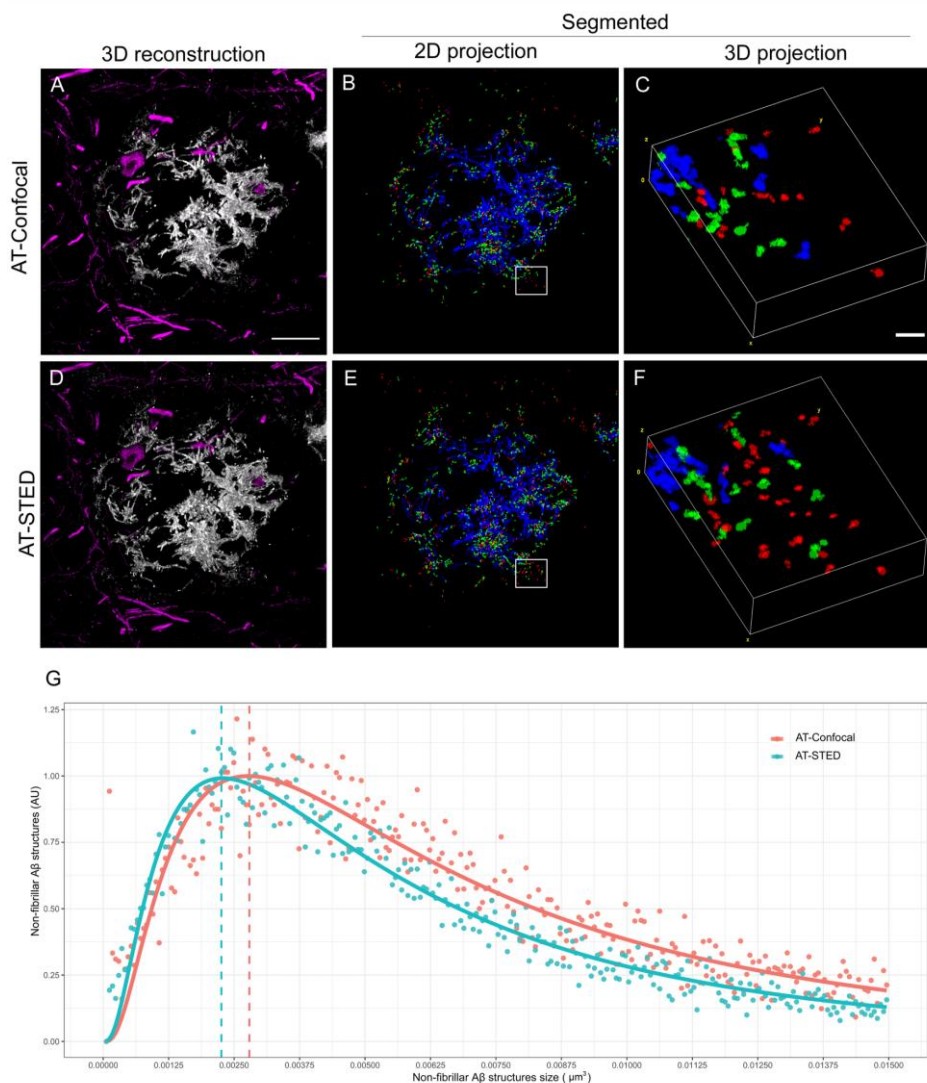 Segmented
3D reconstruction 2D projection 3D projection
AT-Confocal
A B C
z y 0 x
AT-STED
D E F
z y 0 x
G
1.25
1.00
0.75
0.50
0.25
0.00
Non-fibrillar Aβ structures (AU)
AT-Confocal
AT-STED
0.00000 0.00125 0.00250 0.00375 0.00500 0.00625 0.00750 0.00875 0.01000 0.01125 0.01250 0.01375 0.01500
Non-fibrillar Aβ structures size ( µm³)